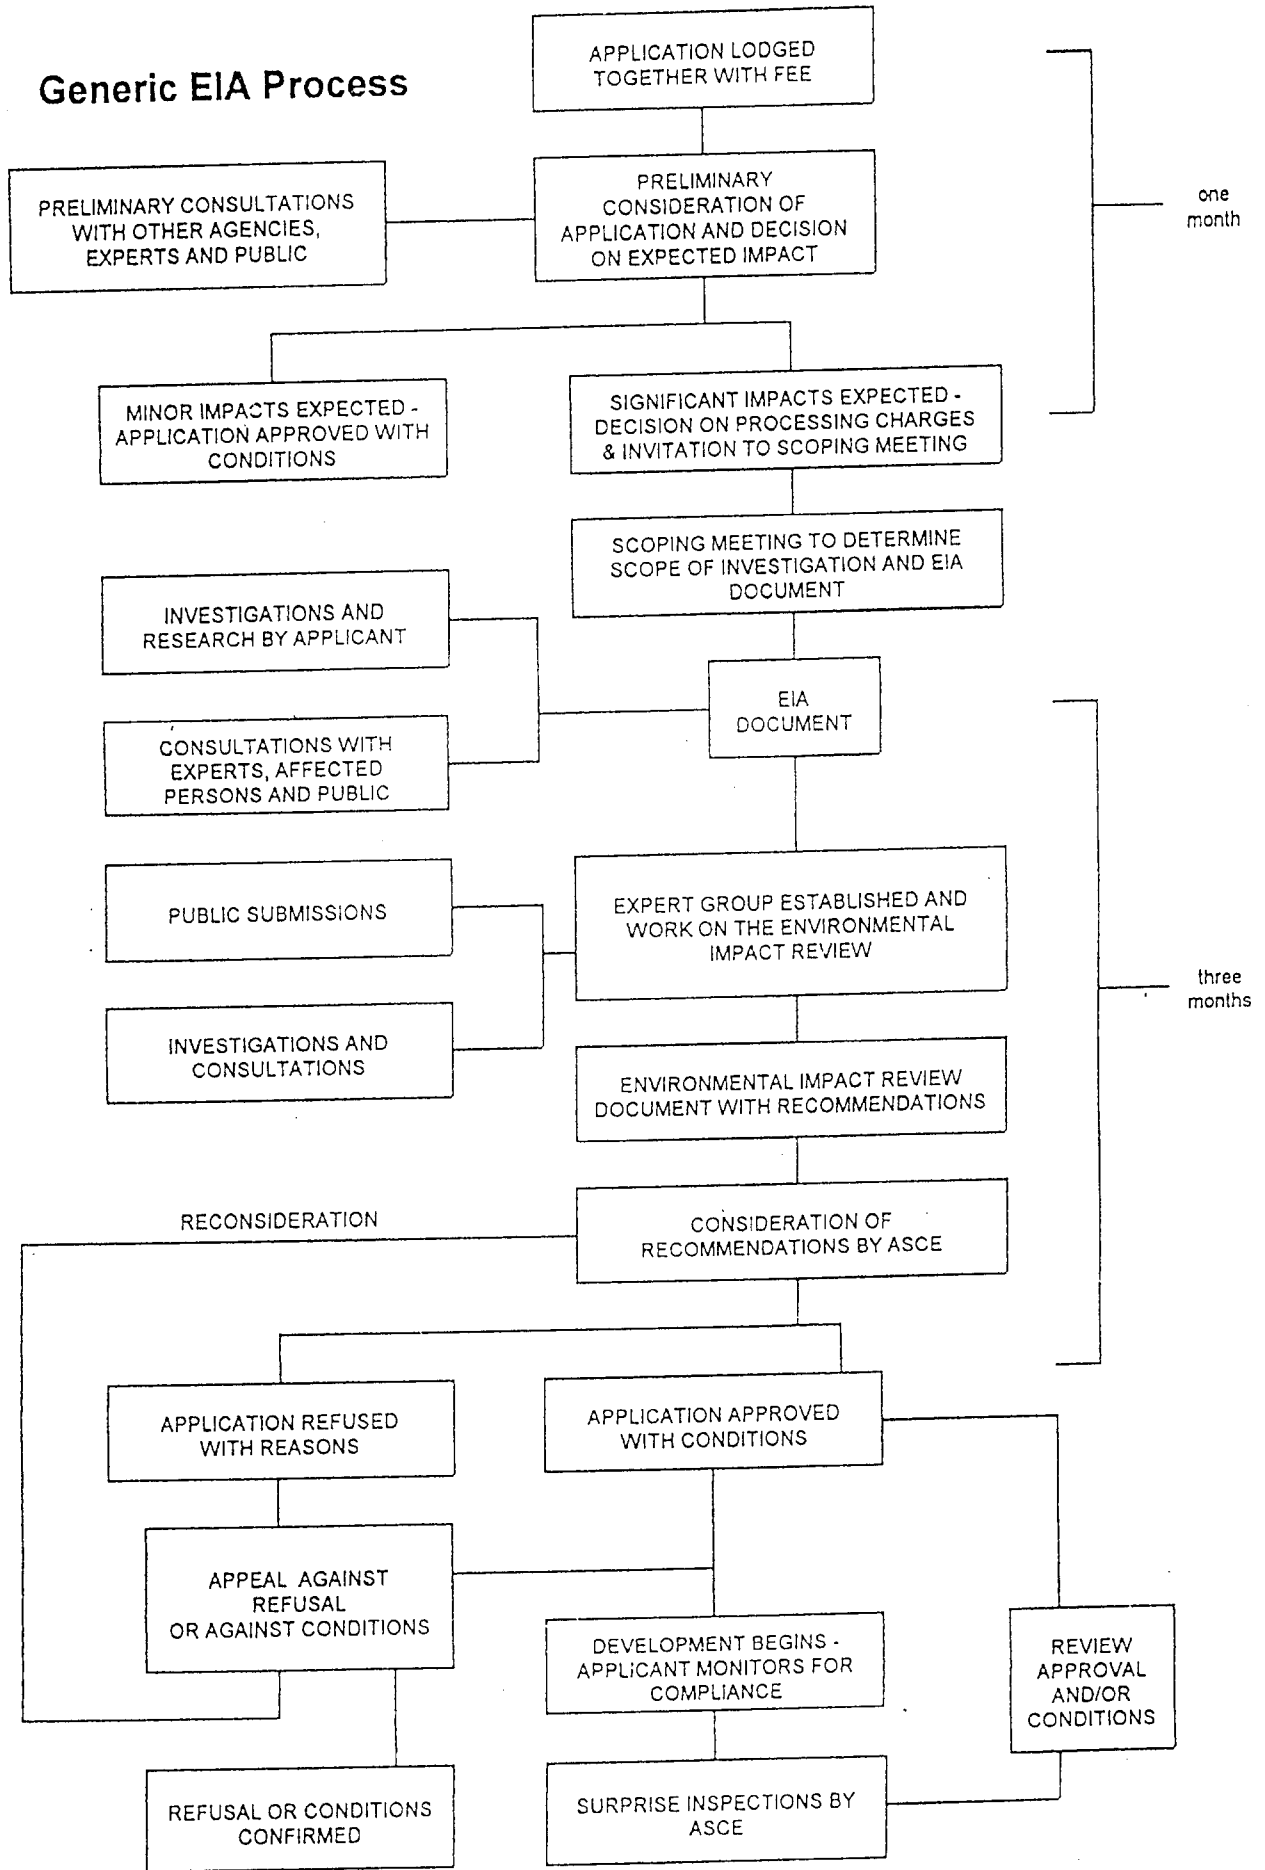 Generic EIA Process
APPLICATION LODGED
TOGETHER WITH FEE
PRELIMINARY CONSULTATIONS
WITH OTHER AGENCIES,
EXPERTS AND PUBLIC
PRELIMINARY
CONSIDERATION OF
APPLICATION AND DECISION
ON EXPECTED IMPACT
one
month
MINOR IMPACTS EXPECTED -
APPLICATION APPROVED WITH
CONDITIONS
SIGNIFICANT IMPACTS EXPECTED -
DECISION ON PROCESSING CHARGES
& INVITATION TO SCOPING MEETING
SCOPING MEETING TO DETERMINE
SCOPE OF INVESTIGATION AND EIA
DOCUMENT
INVESTIGATIONS AND
RESEARCH BY APPLICANT
EIA
DOCUMENT
CONSULTATIONS WITH
EXPERTS, AFFECTED
PERSONS AND PUBLIC
PUBLIC SUBMISSIONS
EXPERT GROUP ESTABLISHED AND
WORK ON THE ENVIRONMENTAL
IMPACT REVIEW
three
months
INVESTIGATIONS AND
CONSULTATIONS
ENVIRONMENTAL IMPACT REVIEW
DOCUMENT WITH RECOMMENDATIONS
RECONSIDERATION
CONSIDERATION OF
RECOMMENDATIONS BY ASCE
APPLICATION REFUSED
WITH REASONS
APPLICATION APPROVED
WITH CONDITIONS
APPEAL AGAINST
REFUSAL
OR AGAINST CONDITIONS
DEVELOPMENT BEGINS -
APPLICANT MONITORS FOR
COMPLIANCE
REVIEW
APPROVAL
AND/OR
CONDITIONS
REFUSAL OR CONDITIONS
CONFIRMED
SURPRISE INSPECTIONS BY
ASCE